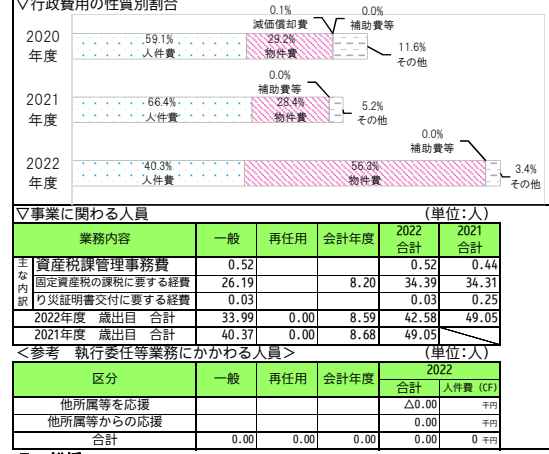 ▽行政費用の性質別割合
0.1%
減価償却費
0.0%
補助費等
2020
年度
59.1%
人件費
29.2%
物件費
11.6%
その他
0.0%
補助費等
2021
年度
66.4%
人件費
28.4%
物件費
5.2%
その他
0.0%
補助費等
2022
年度
40.3%
人件費
56.3%
物件費
3.4%
その他
▽事業に関わる人員 (単位:人)
業務内容 一般 再任用 会計年度 2022合計 2021合計
主な内訳
資産税課管理事務費 0.52 0.52 0.44
固定資産税の課税に要する経費 26.19 8.20 34.39 34.31
り災証明書交付に要する経費 0.03 0.03 0.25
2022年度 歳出目 合計 33.99 0.00 8.59 42.58 49.05
2021年度 歳出目 合計 40.37 0.00 8.68 49.05
<参考 執行委任等業務にかかわる人員> (単位:人)
区分 一般 再任用 会計年度 2022
合計 人件費 (CF)
他所属等を応援 △0.00 千円
他所属等からの応援 0.00 千円
合計 0.00 0.00 0.00 0.00 0 千円